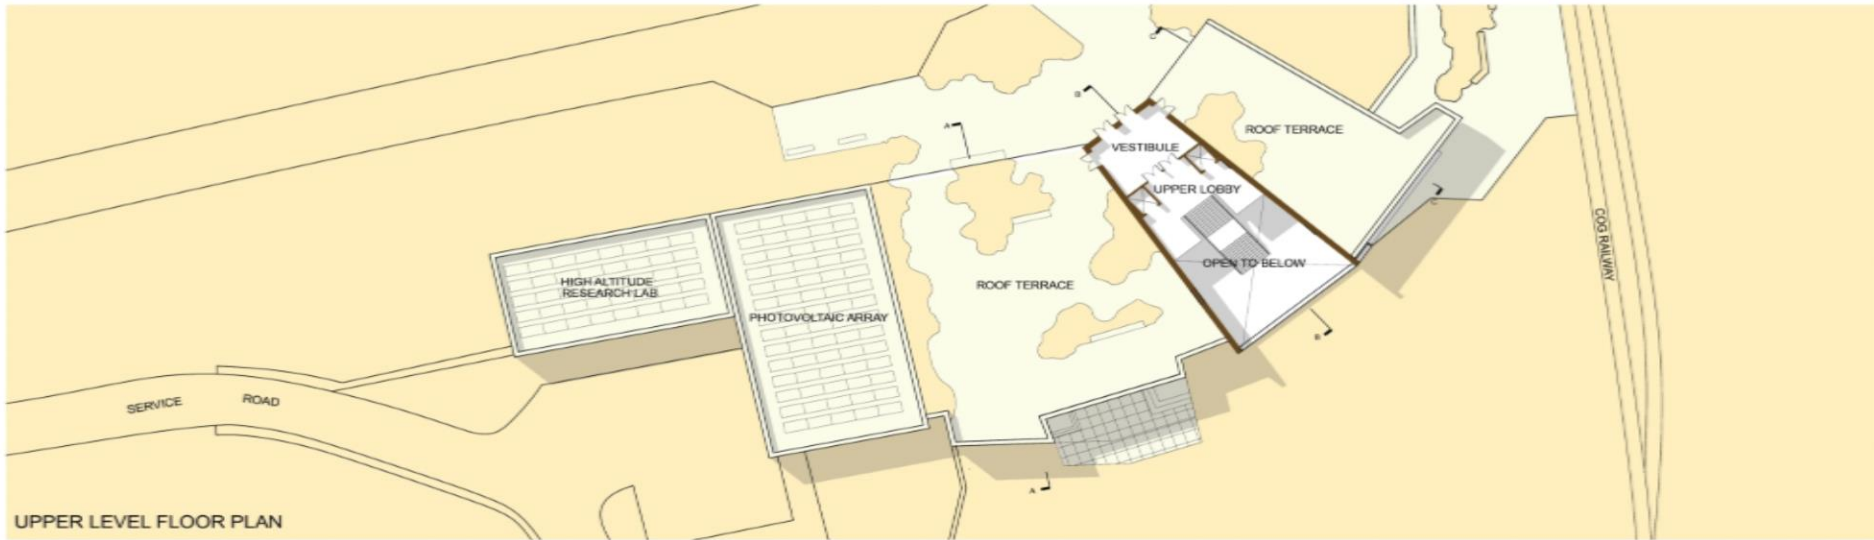 C
B
ROOF TERRACE
A
VESTIBULE
UPPER LOBBY
C
COG RAILWAY
OPEN TO BELOW
HIGH ALTITUDE
RESEARCH LAB
ROOF TERRACE
PHOTOVOLTAIC ARRAY
B
SERVICE ROAD
A
UPPER LEVEL FLOOR PLAN